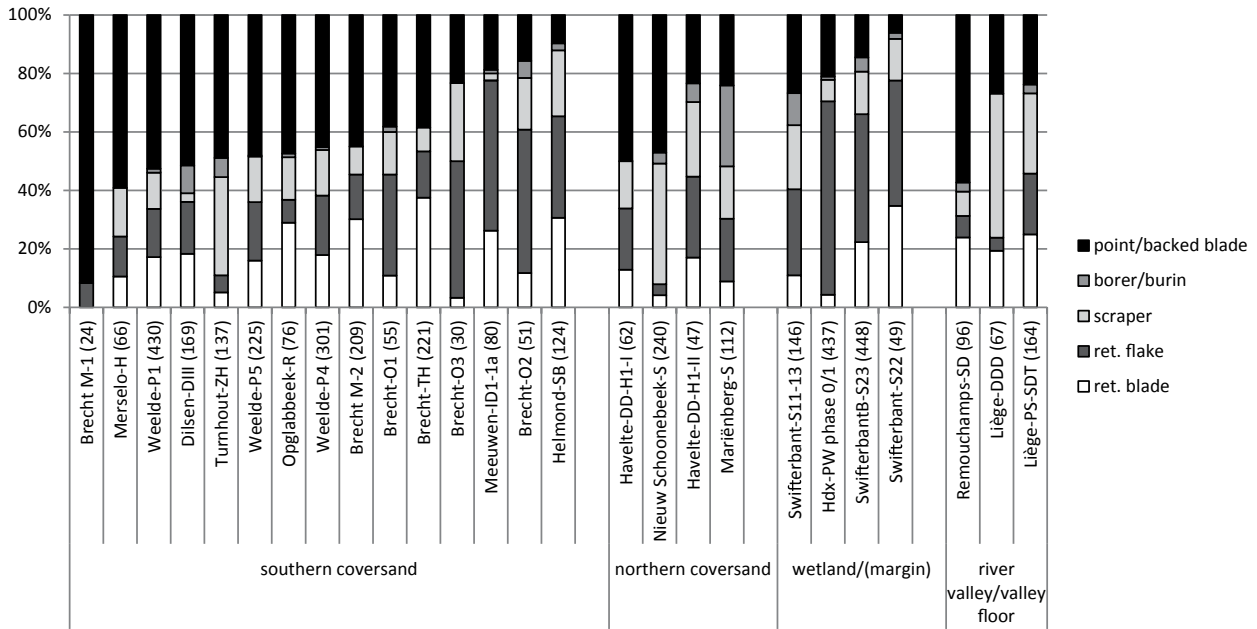 100%
80%
60%
40%
20%
0%
Brecht M-1 (24)
Merselo-H (66)
Weelde-P1 (430)
Dilsen-DIII (169)
Turnhout-ZH (137)
Weelde-P5 (225)
Opglabbeek-R (76)
Weelde-P4 (301)
Brecht M-2 (209)
Brecht-O1 (55)
Brecht-TH (221)
Brecht-O3 (30)
Meeuwen-ID1-1a (80)
Brecht-O2 (51)
Helmond-SB (124)
Havelte-DD-H1-I (62)
Nieuw Schoonebeek-S (240)
Havelte-DD-H1-II (47)
Mariënberg-S (112)
Swifterbant-S11-13 (146)
Hdx-PW phase 0/1 (437)
SwifterbantB-S23 (448)
Swifterbant-S22 (49)
Remouchamps-SD (96)
Liège-DDD (67)
Liège-PS-SDT (164)
southern coversand
northern coversand
wetland/(margin)
river
valley/valley
floor
point/backed blade
borer/burin
scraper
ret. flake
ret. blade